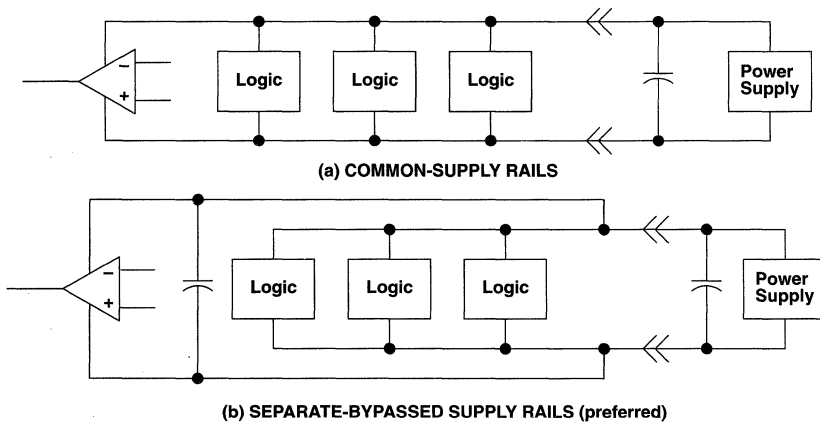 −
+
Logic
Logic
Logic
Power
Supply
(a) COMMON-SUPPLY RAILS
−
+
Logic
Logic
Logic
Power
Supply
(b) SEPARATE-BYPASSED SUPPLY RAILS (preferred)